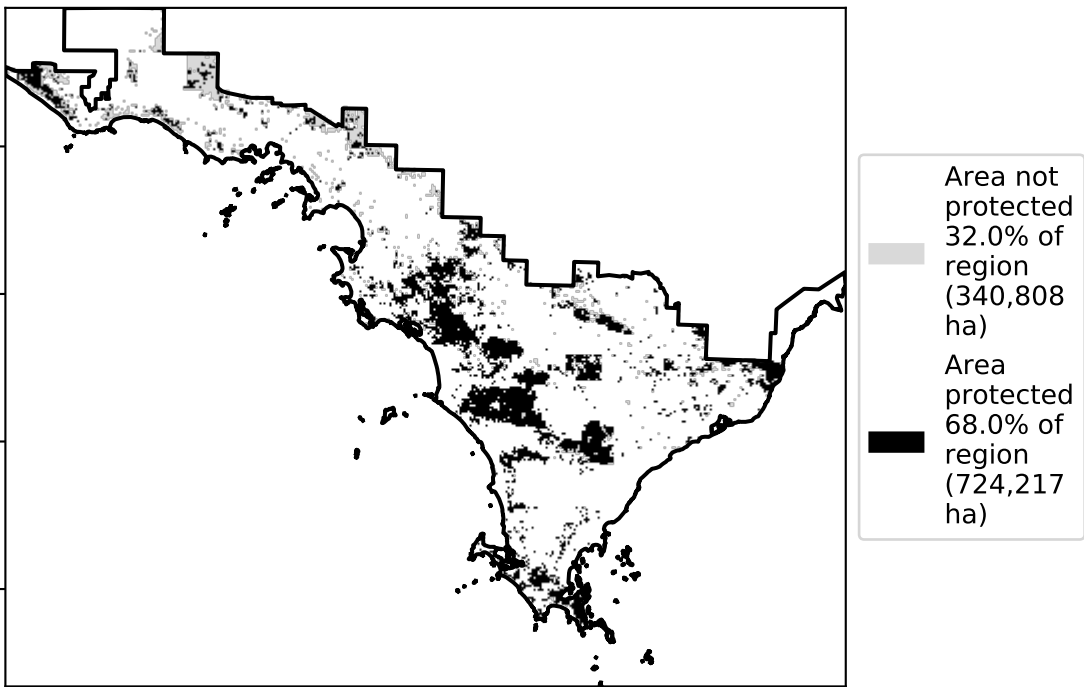 Area not
protected
32.0% of
region
(340,808
ha)
Area
protected
68.0% of
region
(724,217
ha)